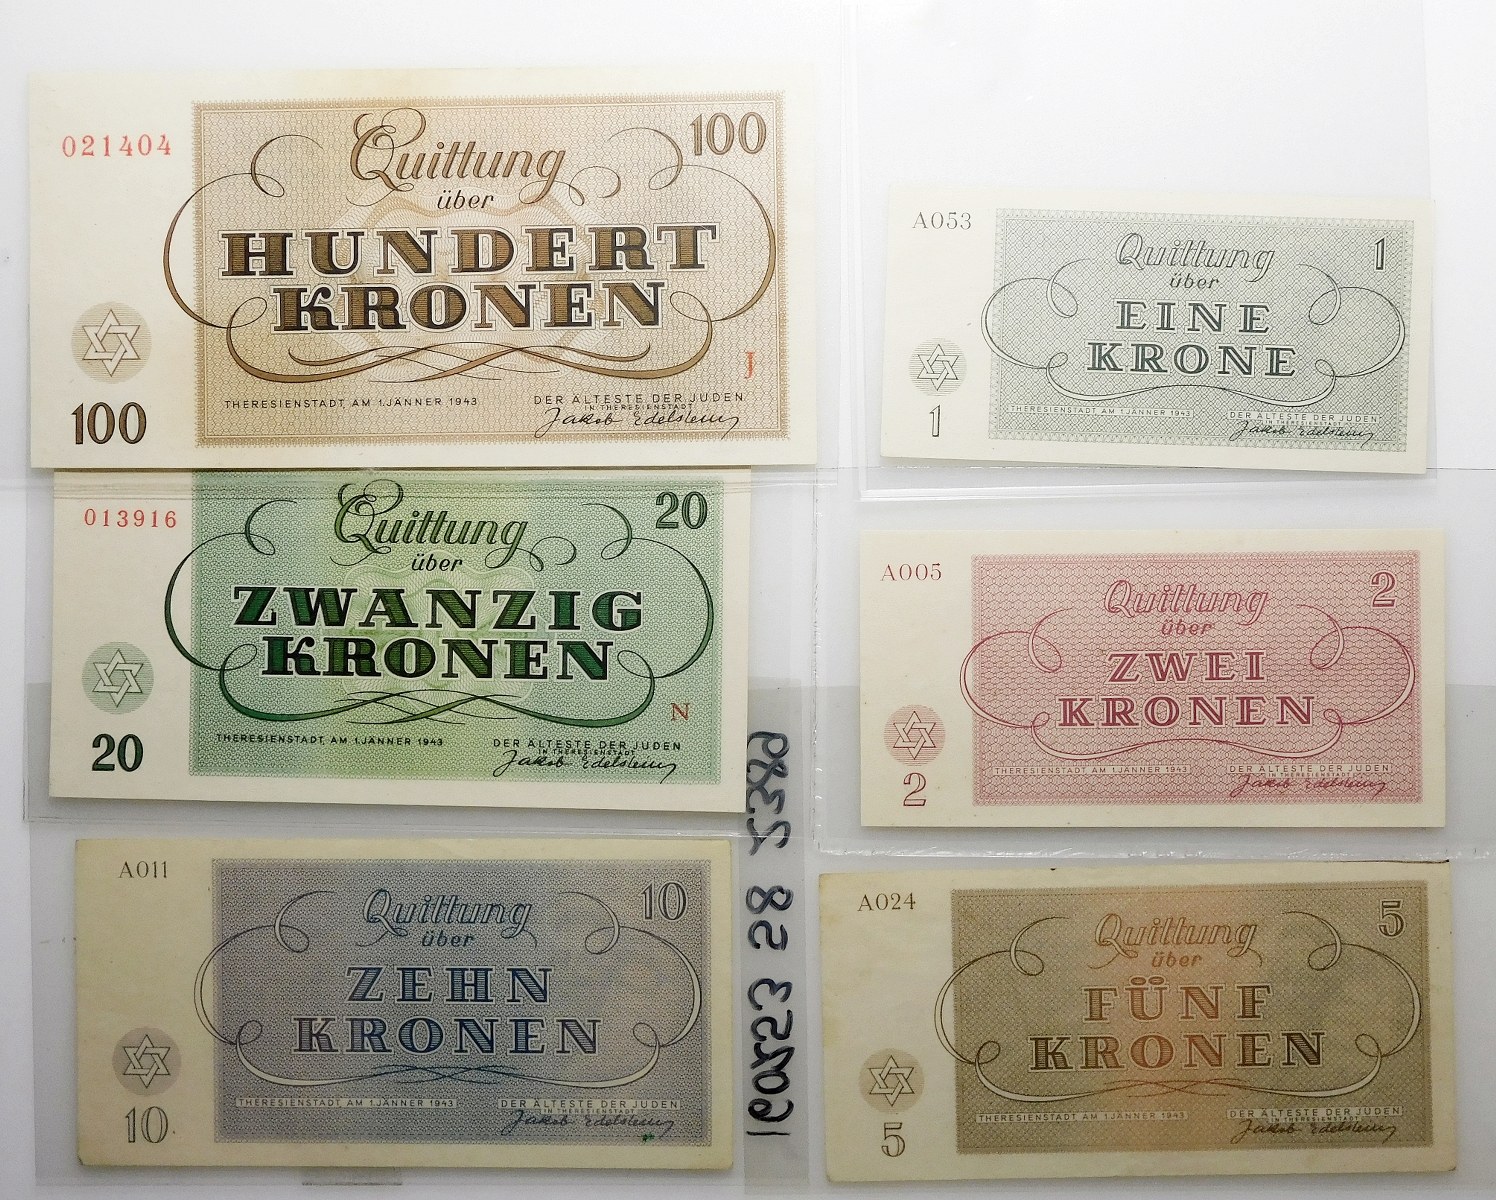 021404
100
Quittung
über
HUNDERT
KRONEN
J
THERESIENSTADT, AM 1. JÄNNER 1943
DER ÄLTESTE DER JUDEN
IN THERESIENSTADT
Jakob Edelstein
100
013916
20
Quittung
über
ZWANZIG
KRONEN
N
THERESIENSTADT, AM 1. JÄNNER 1943
DER ÄLTESTE DER JUDEN
IN THERESIENSTADT
Jakob Edelstein
20
A011
10
Quittung
über
ZEHN
KRONEN
THERESIENSTADT, AM 1. JÄNNER 1943
DER ÄLTESTE DER JUDEN
IN THERESIENSTADT
Jakob Edelstein
10
A053
1
Quittung
über
EINE
KRONE
THERESIENSTADT, AM 1. JÄNNER 1943
DER ÄLTESTE DER JUDEN
IN THERESIENSTADT
Jakob Edelstein
1
A005
2
Quittung
über
ZWEI
KRONEN
THERESIENSTADT, AM 1. JÄNNER 1943
DER ÄLTESTE DER JUDEN
IN THERESIENSTADT
Jakob Edelstein
2
A024
5
Quittung
über
FÜNF
KRONEN
THERESIENSTADT, AM 1. JÄNNER 1943
DER ÄLTESTE DER JUDEN
IN THERESIENSTADT
Jakob Edelstein
5